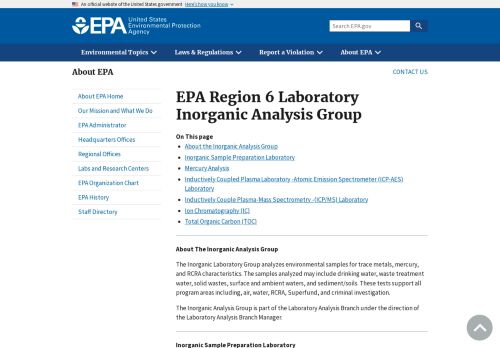 An official website of the United States government Here's how you know
EPA United States
Environmental Protection
Agency
Search EPA.gov
Environmental Topics
Laws & Regulations
Report a Violation
About EPA
About EPA
CONTACT US
About EPA Home
Our Mission and What We Do
EPA Administrator
Headquarters Offices
Regional Offices
Labs and Research Centers
EPA Organization Chart
EPA History
Staff Directory
EPA Region 6 Laboratory
Inorganic Analysis Group
On This page
About the Inorganic Analysis Group
Inorganic Sample Preparation Laboratory
Mercury Analysis
Inductively Coupled Plasma Laboratory -Atomic Emission Spectrometer (ICP-AES)
Laboratory
Inductively Couple Plasma-Mass Spectrometry -(ICP/MS) Laboratory
Ion Chromatography (IC)
Total Organic Carbon (TOC)
About The Inorganic Analysis Group
The Inorganic Laboratory Group analyzes environmental samples for trace metals, mercury,
and RCRA characteristics. The samples analyzed may include drinking water, waste treatment
water, solid wastes, surface and ambient waters, and sediment/soils. These tests support all
program areas including, air, water, RCRA, Superfund, and criminal investigation.
The Inorganic Analysis Group is part of the Laboratory Analysis Branch under the direction of
the Laboratory Analysis Branch Manager.
Inorganic Sample Preparation Laboratory